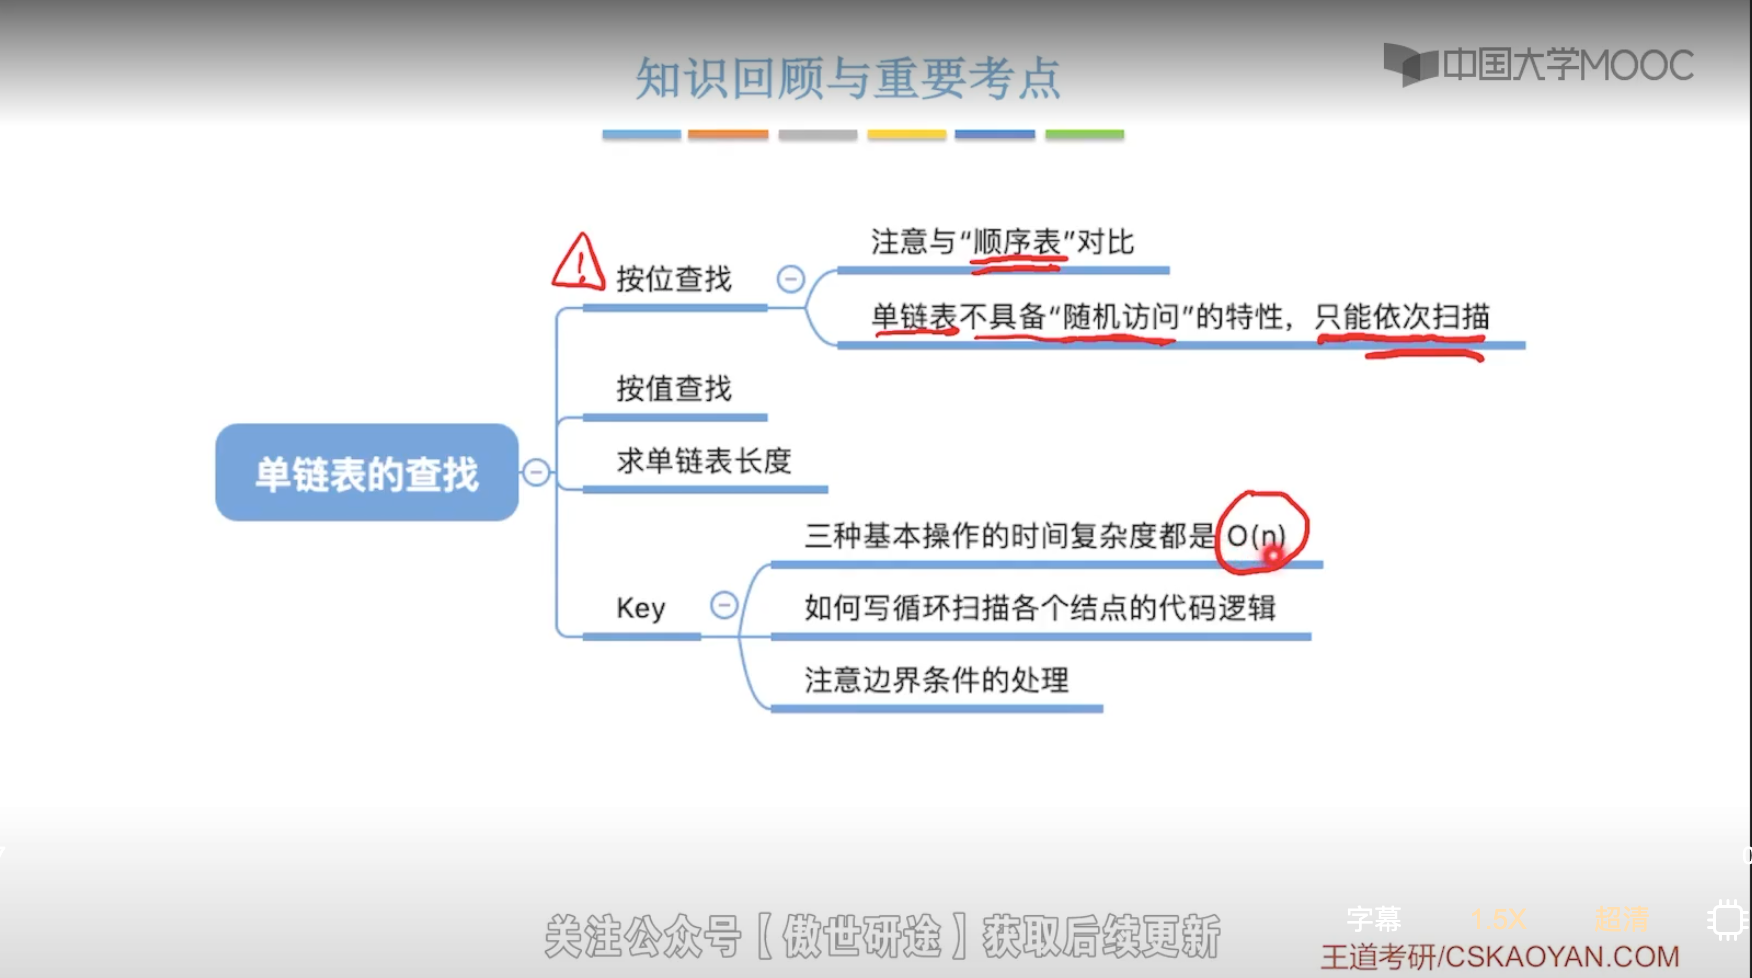 中国大学MOOC
知识回顾与重要考点
注意与“顺序表”对比
按位查找
单链表不具备“随机访问”的特性，只能依次扫描
按值查找
求单链表长度
单链表的查找
三种基本操作的时间复杂度都是 O(n)
Key
如何写循环扫描各个结点的代码逻辑
注意边界条件的处理
关注公众号【傲世研途】获取后续更新
字幕 1.5X 超清
王道考研/CSKAOYAN.COM